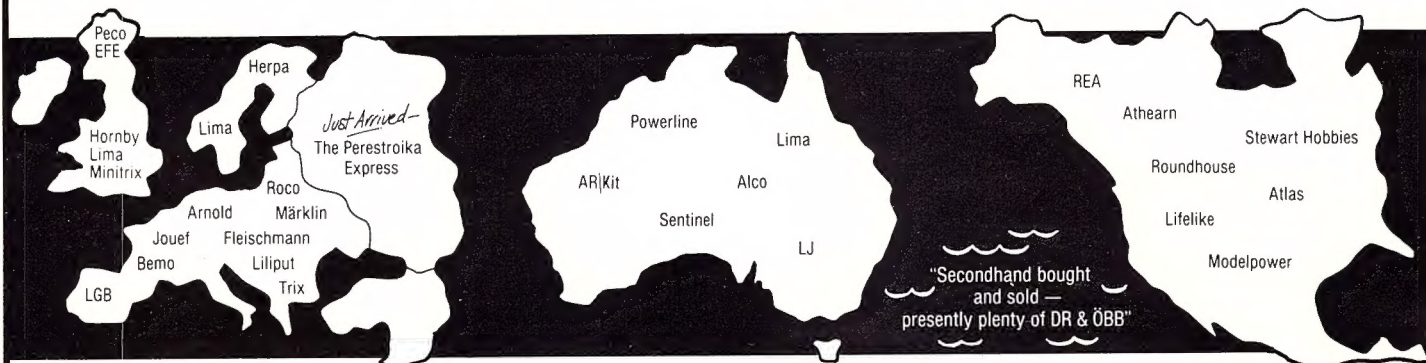 Peco
EFE
Hornby
Lima
Minitrix
Herpa
Lima
Just Arrived–
The Perestroika
Express
Roco
Arnold
Märklin
Jouef
Fleischmann
Bemo
Liliput
LGB
Trix
Powerline
Lima
AR|Kit
Alco
Sentinel
LJ
"Secondhand bought
and sold —
presently plenty of DR & ÖBB"
REA
Athearn
Stewart Hobbies
Roundhouse
Atlas
Lifelike
Modelpower